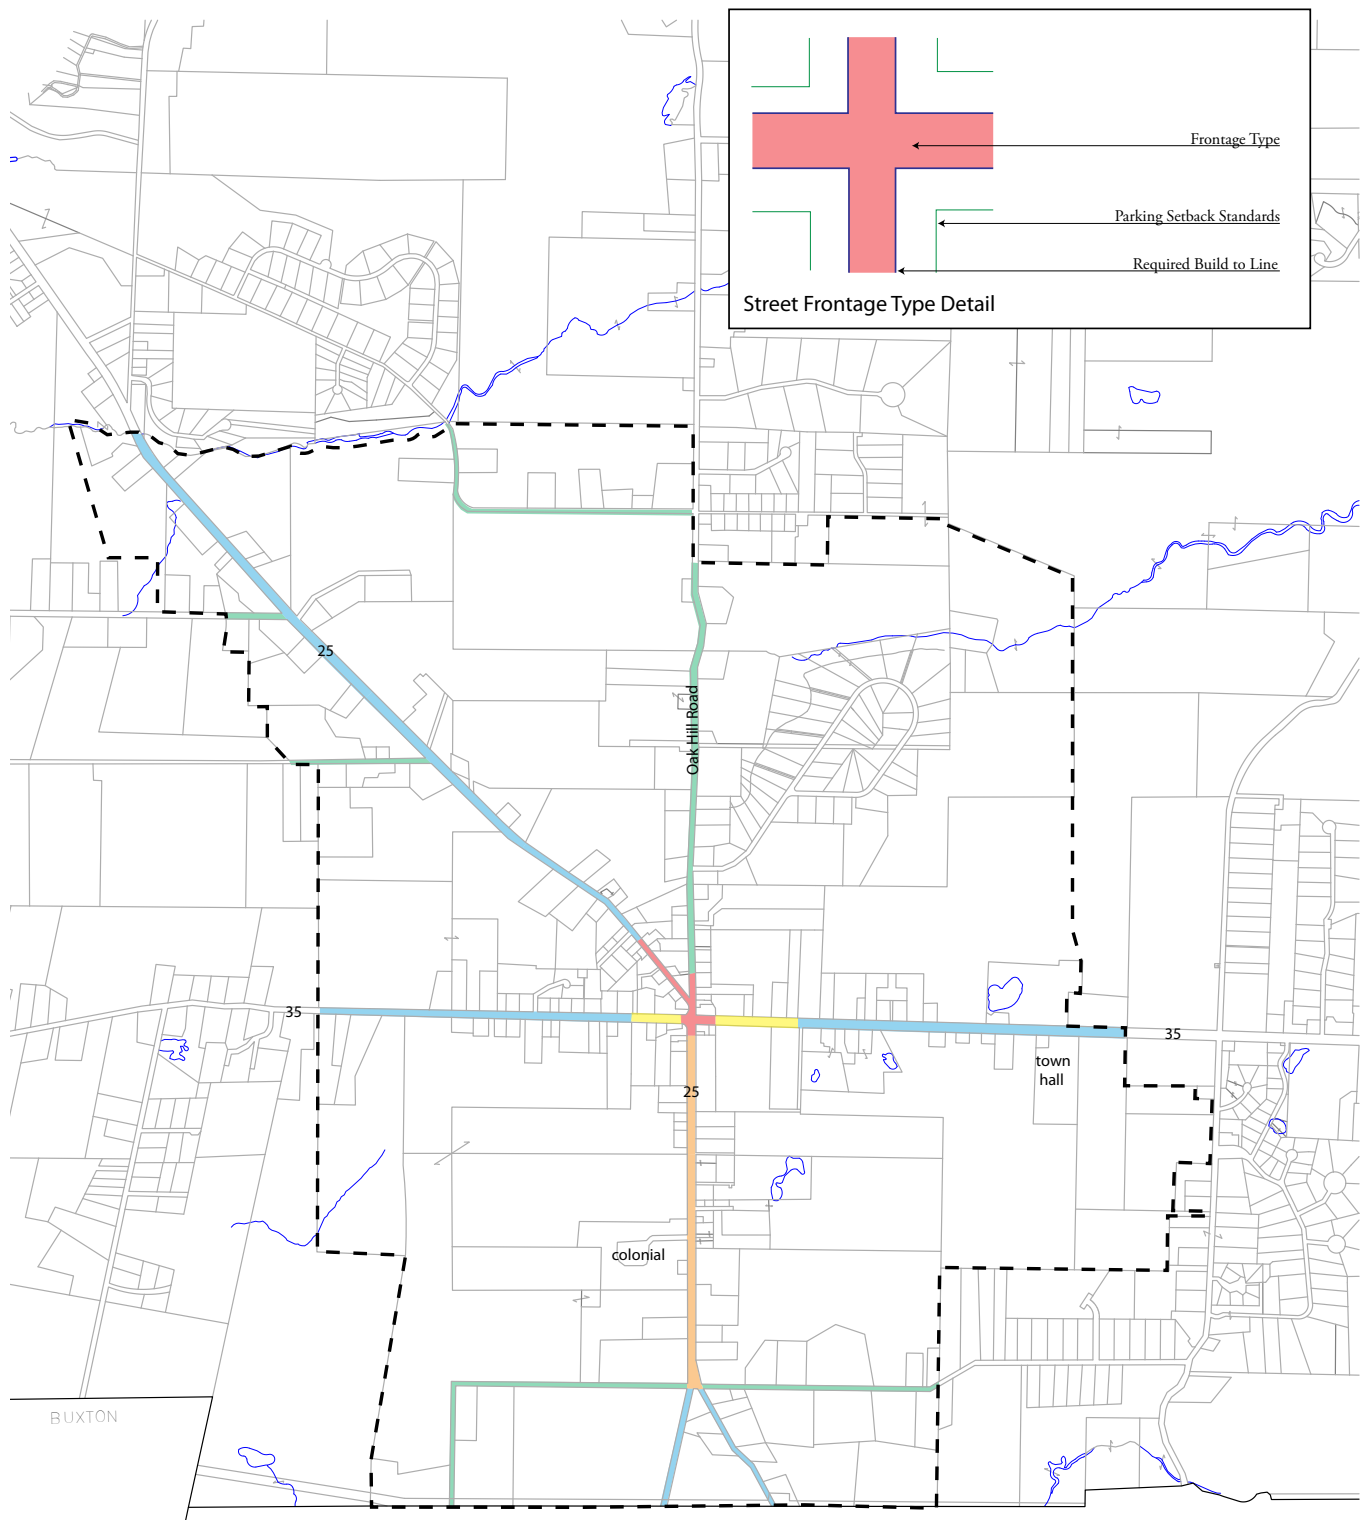 Frontage Type
Parking Setback Standards
Required Build to Line
Street Frontage Type Detail
25
Oak Hill Road
35
35
town
hall
25
colonial
BUXTON